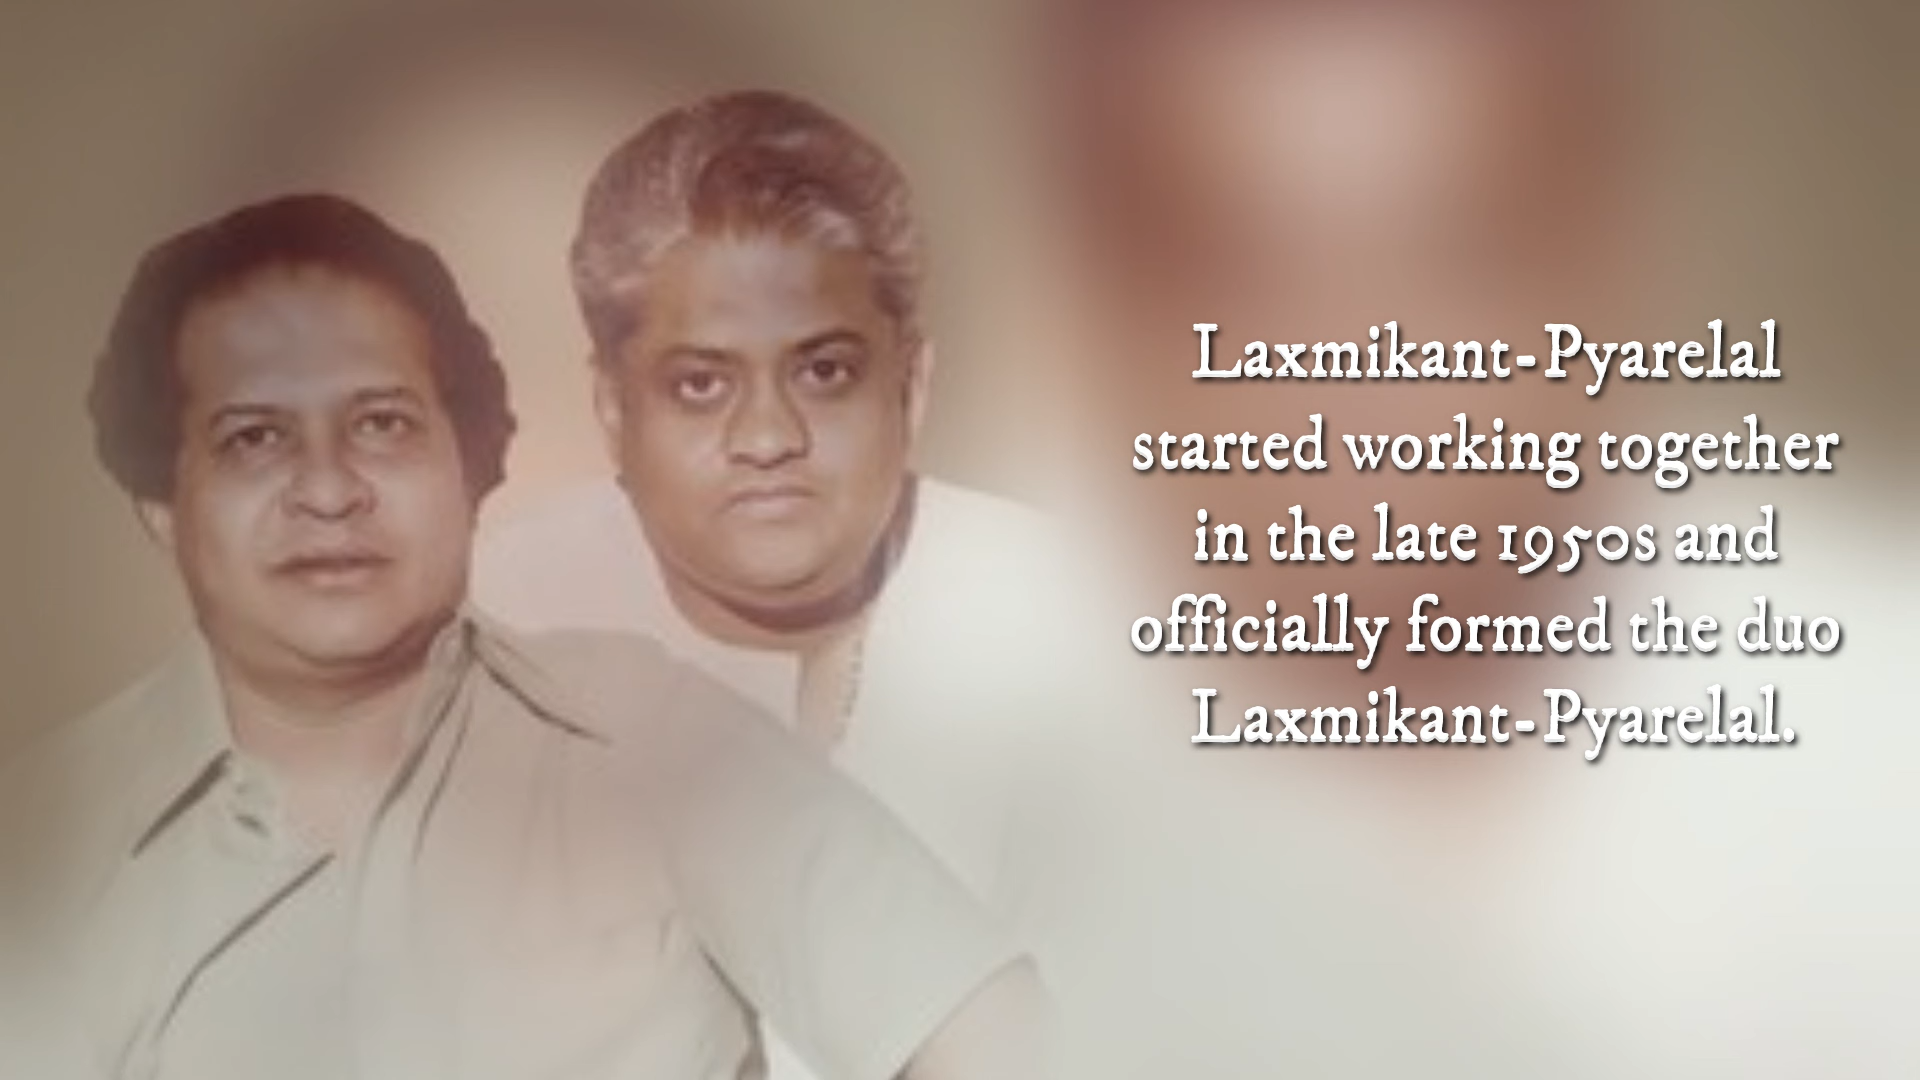 Laxmikant-Pyarelal
started working together
in the late 1950s and
officially formed the duo
Laxmikant-Pyarelal.